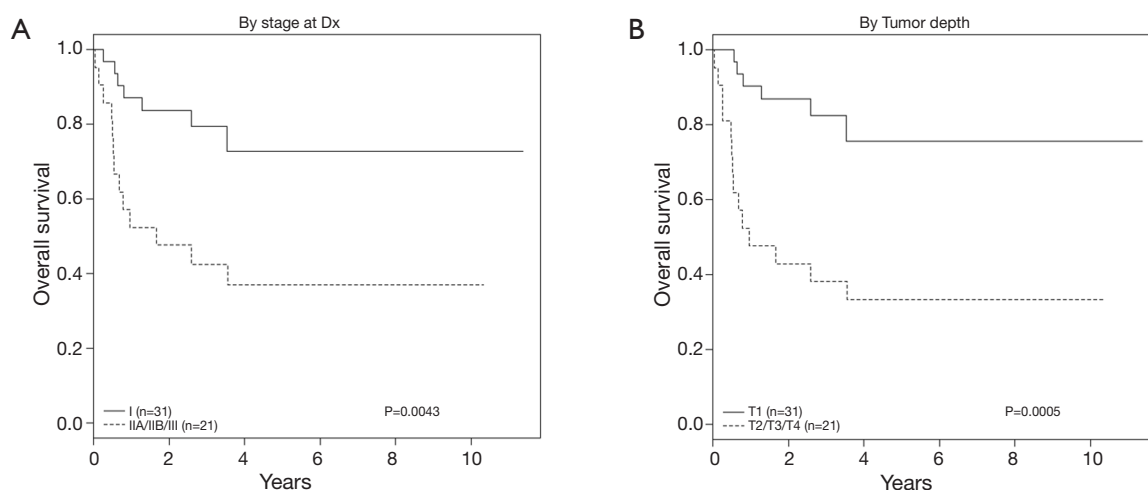 A
By stage at Dx
Overall survival
1.0
0.8
0.6
0.4
0.2
0.0
I (n=31)
IIA/IIB/III (n=21)
P=0.0043
0 2 4 6 8 10
Years
B
By Tumor depth
Overall survival
1.0
0.8
0.6
0.4
0.2
0.0
T1 (n=31)
T2/T3/T4 (n=21)
P=0.0005
0 2 4 6 8 10
Years